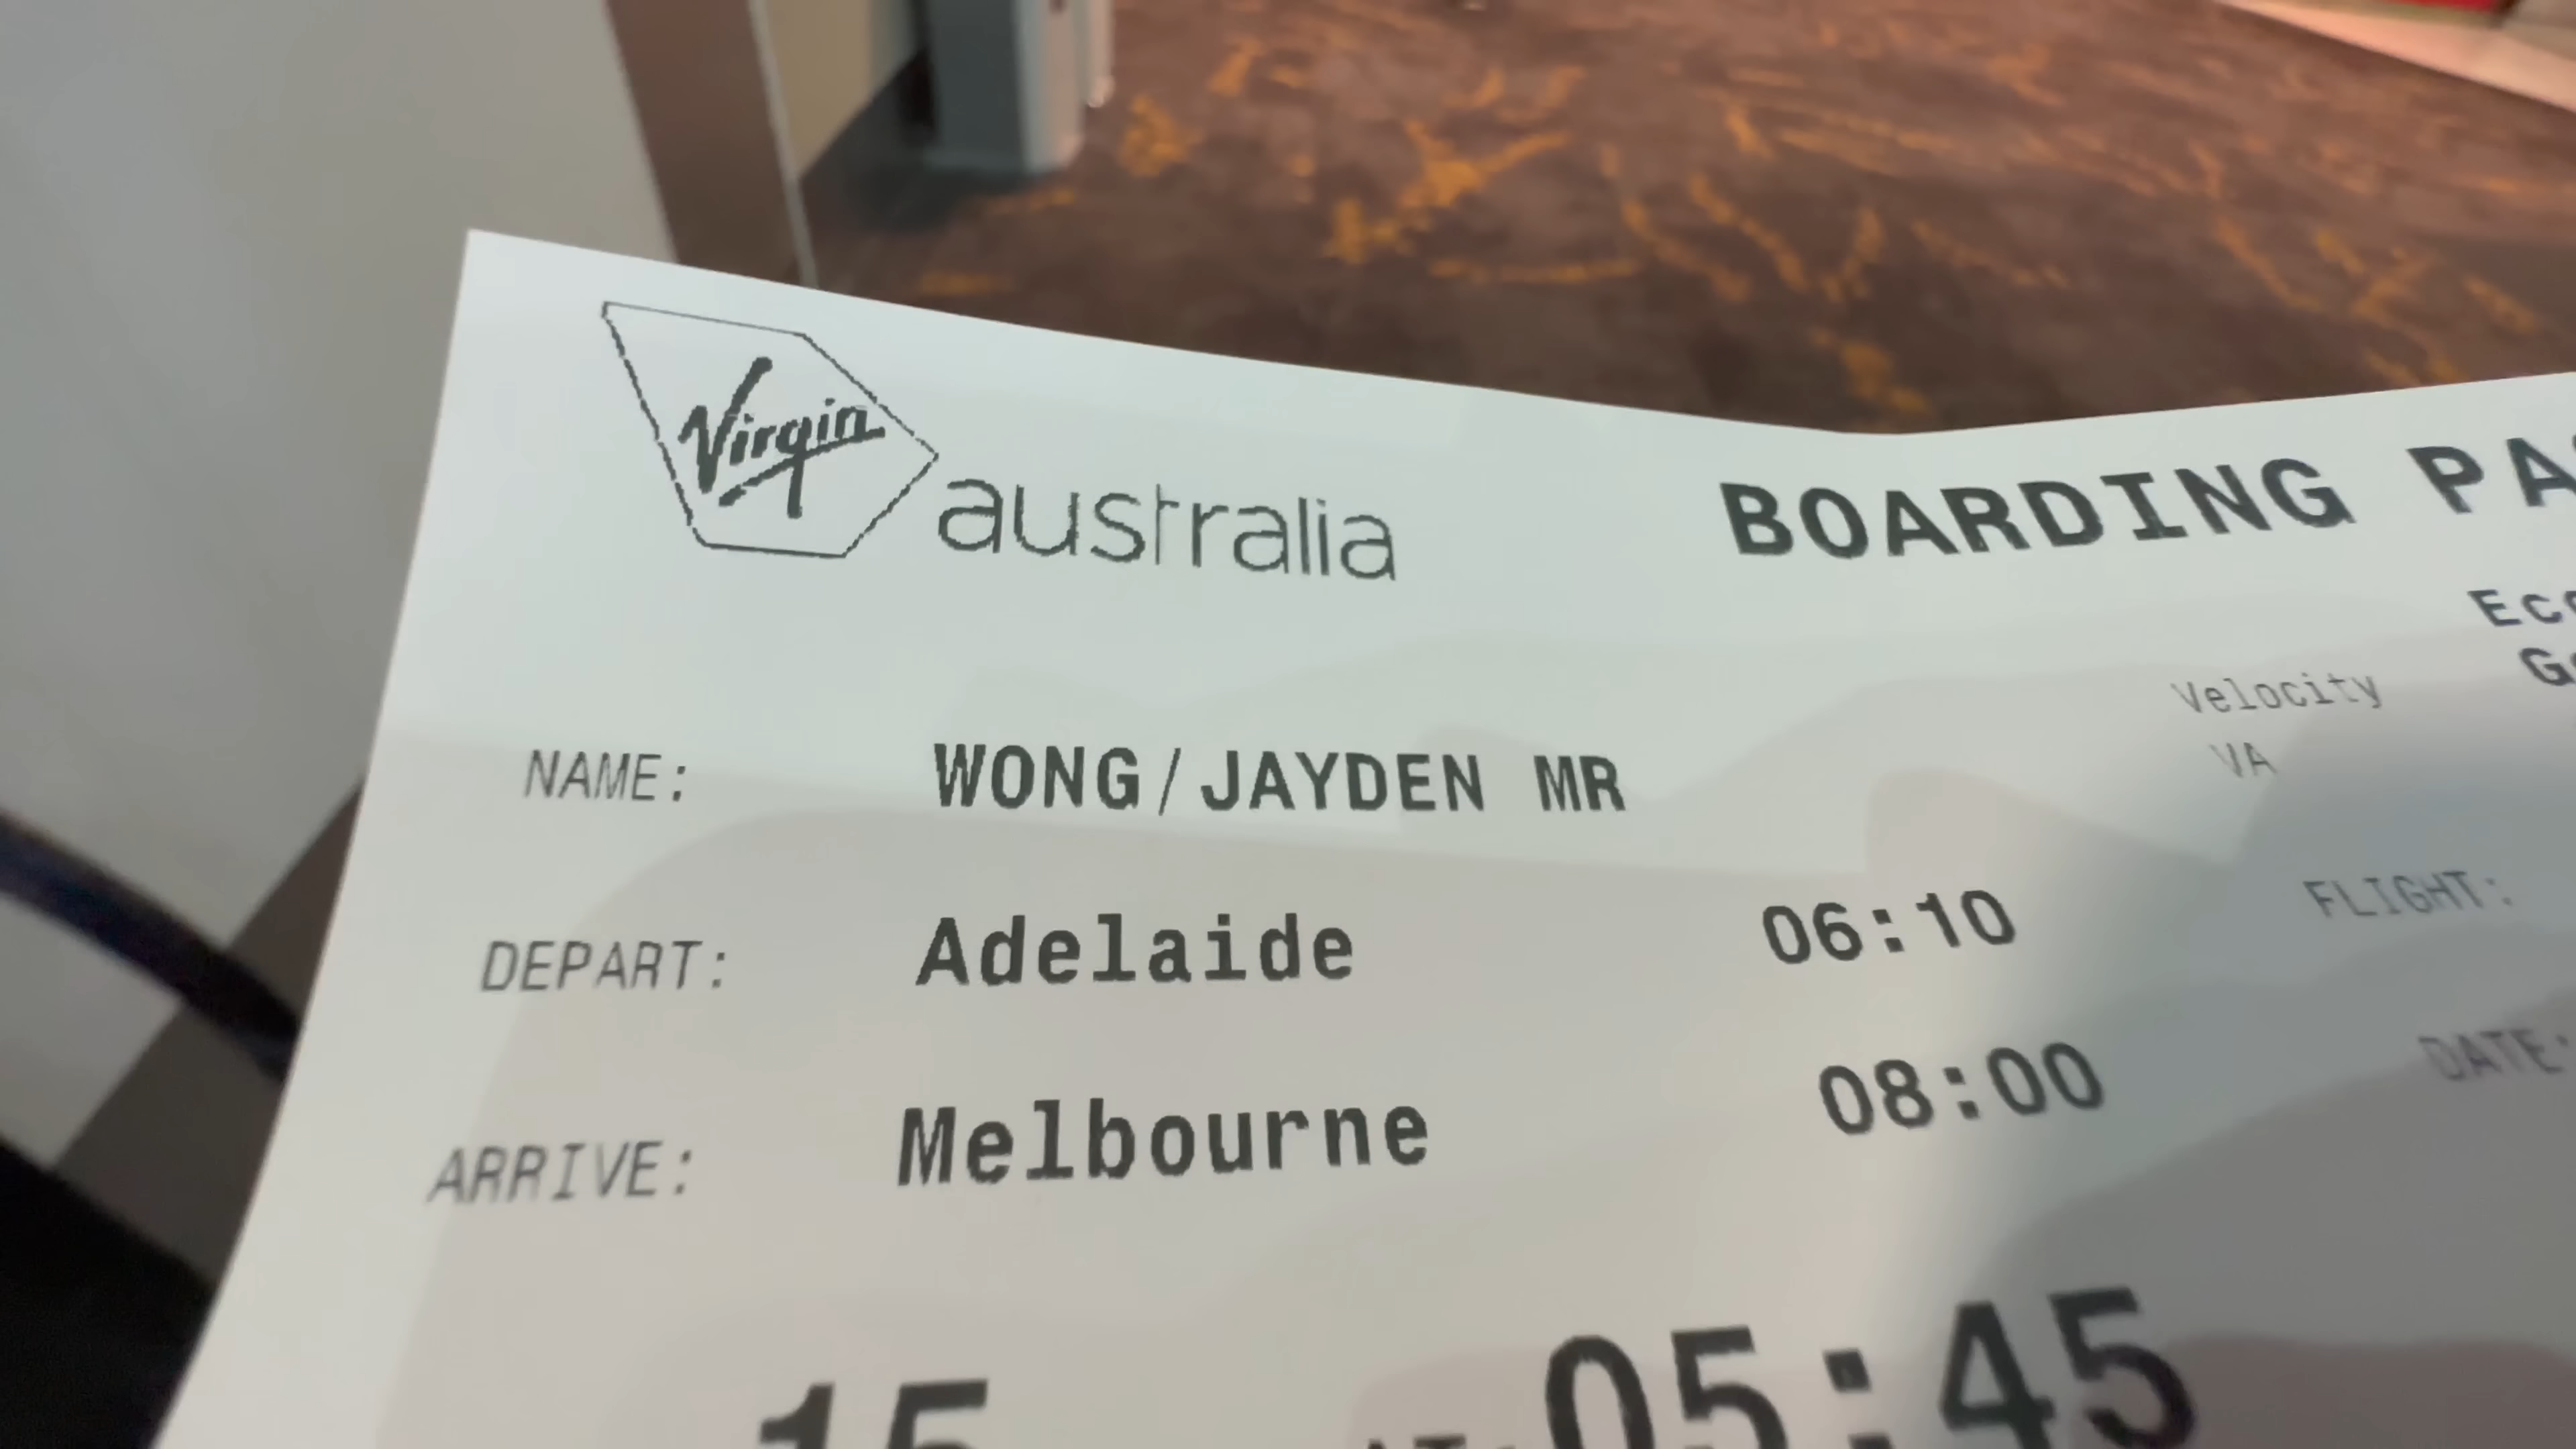 Virgin australia
BOARDING
Velocity
VA
NAME: WONG/JAYDEN MR
DEPART: Adelaide 06:10 FLIGHT:
ARRIVE: Melbourne 08:00 DATE:
15 05:45